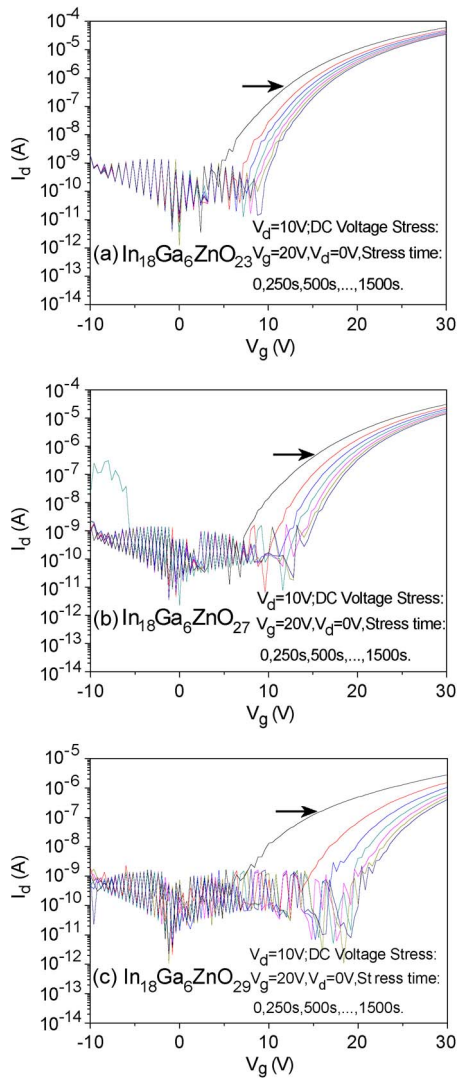 10⁻⁴
10⁻⁵
10⁻⁶
10⁻⁷
10⁻⁸
10⁻⁹
10⁻¹⁰
10⁻¹¹
10⁻¹²
10⁻¹³
10⁻¹⁴
I_d (A)
V_d=10V;DC Voltage Stress:
(a) In₁₈Ga₆ZnO₂₃ V_g=20V,V_d=0V,Stress time:
0,250s,500s,...,1500s.
-10 0 10 20 30
V_g (V)
10⁻⁴
10⁻⁵
10⁻⁶
10⁻⁷
10⁻⁸
10⁻⁹
10⁻¹⁰
10⁻¹¹
10⁻¹²
10⁻¹³
10⁻¹⁴
I_d (A)
V_d=10V;DC Voltage Stress:
(b) In₁₈Ga₆ZnO₂₇ V_g=20V,V_d=0V,Stress time:
0,250s,500s,...,1500s.
-10 0 10 20 30
V_g (V)
10⁻⁵
10⁻⁶
10⁻⁷
10⁻⁸
10⁻⁹
10⁻¹⁰
10⁻¹¹
10⁻¹²
10⁻¹³
10⁻¹⁴
I_d (A)
V_d=10V;DC Voltage Stress:
(c) In₁₈Ga₆ZnO₂₉ V_g=20V,V_d=0V,St ress time:
0,250s,500s,...,1500s.
-10 0 10 20 30
V_g (V)